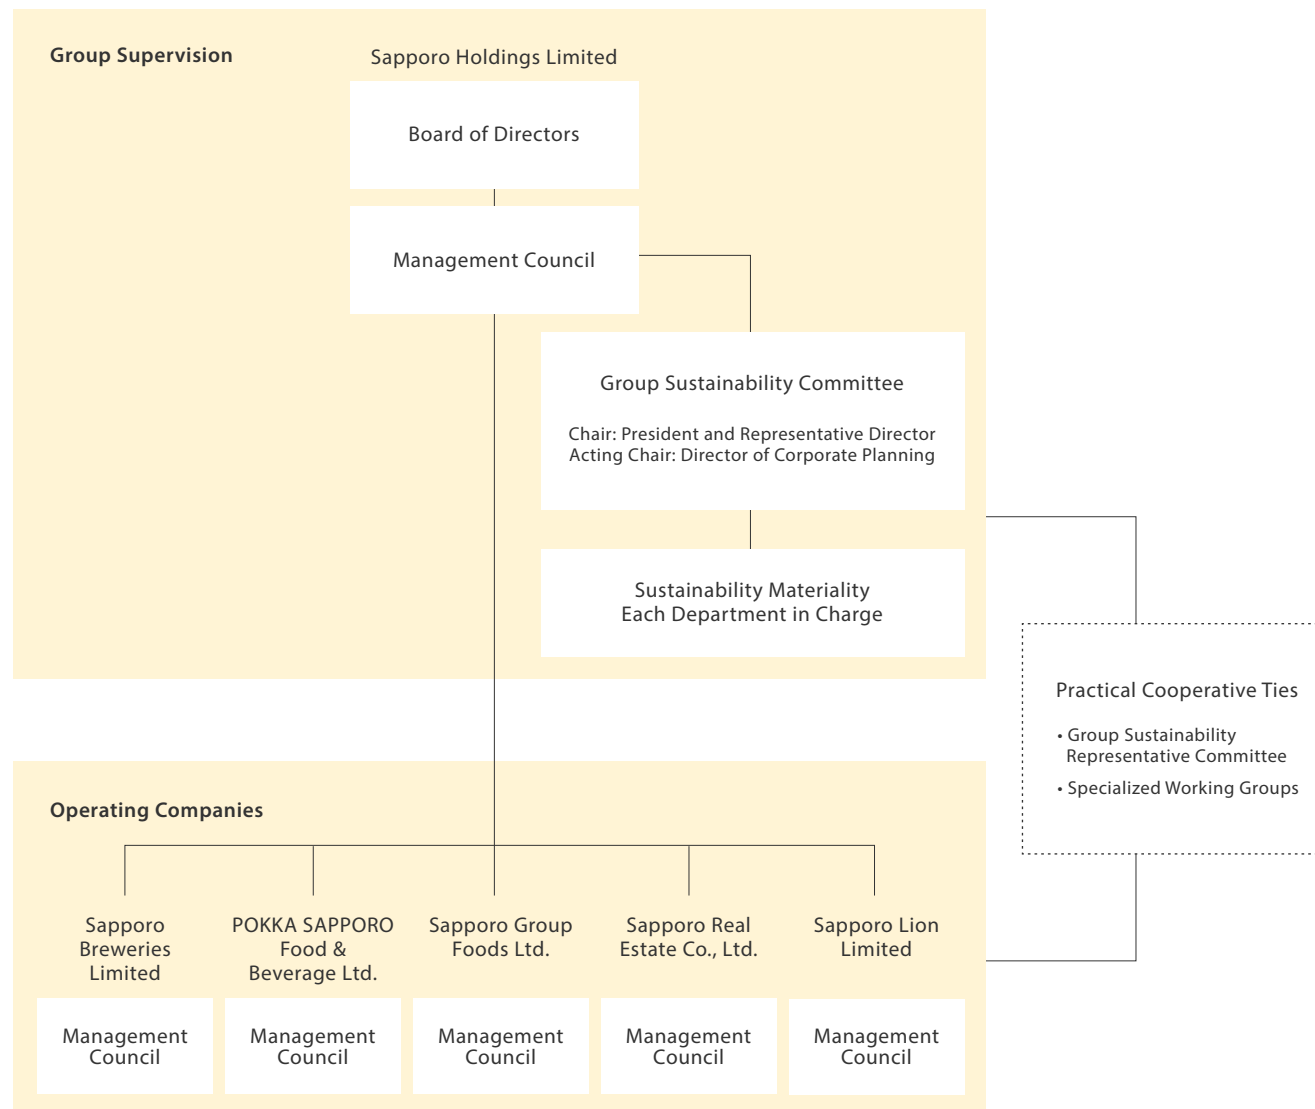 Group Supervision
Sapporo Holdings Limited
Board of Directors
Management Council
Group Sustainability Committee
Chair: President and Representative Director
Acting Chair: Director of Corporate Planning
Sustainability Materiality
Each Department in Charge
Practical Cooperative Ties
• Group Sustainability
Representative Committee
• Specialized Working Groups
Operating Companies
Sapporo
Breweries
Limited
POKKA SAPPORO
Food &
Beverage Ltd.
Sapporo Group
Foods Ltd.
Sapporo Real
Estate Co., Ltd.
Sapporo Lion
Limited
Management
Council
Management
Council
Management
Council
Management
Council
Management
Council